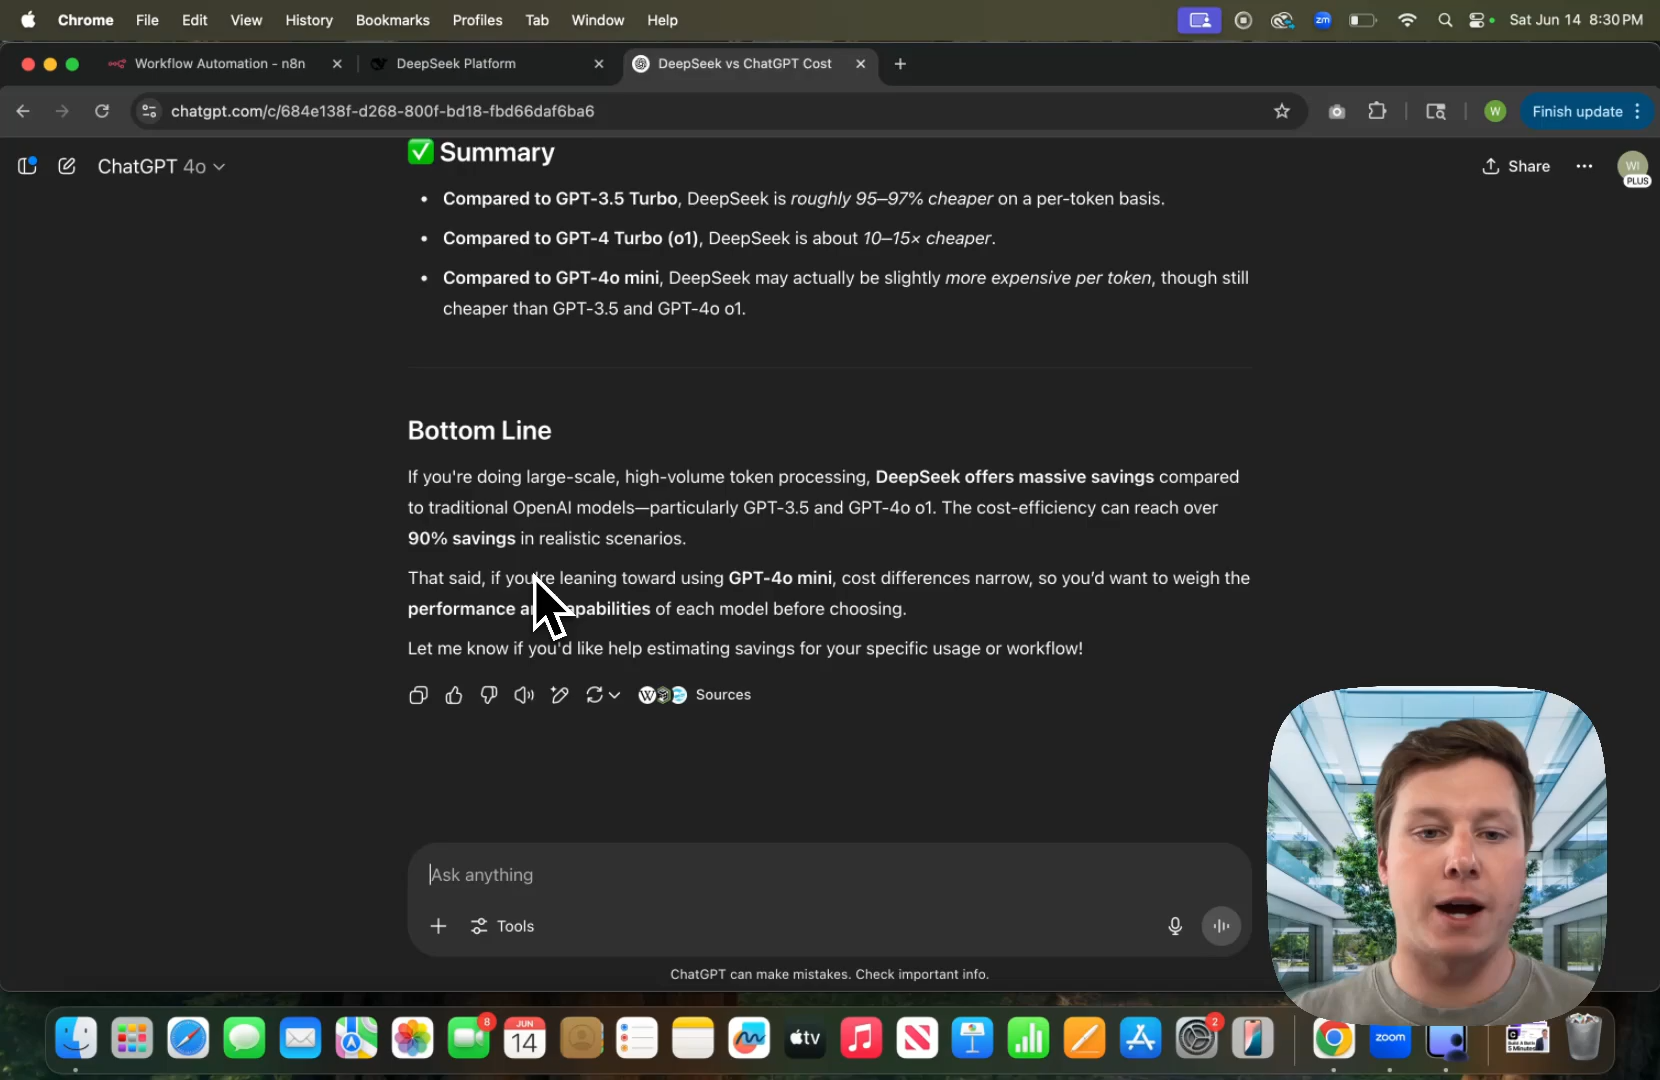 Chrome File Edit View History Bookmarks Profiles Tab Window Help
zm
Sat Jun 14 8:30 PM
Workflow Automation - n8n
DeepSeek Platform
DeepSeek vs ChatGPT Cost
chatgpt.com/c/684e138f-d268-800f-bd18-fbd66daf6ba6
W
Finish update
ChatGPT 4o
Share
WI
PLUS
✅ Summary
• Compared to GPT-3.5 Turbo, DeepSeek is roughly 95–97% cheaper on a per-token basis.
• Compared to GPT-4 Turbo (o1), DeepSeek is about 10–15× cheaper.
• Compared to GPT-4o mini, DeepSeek may actually be slightly more expensive per token, though still
cheaper than GPT-3.5 and GPT-4o o1.
Bottom Line
If you're doing large-scale, high-volume token processing, DeepSeek offers massive savings compared
to traditional OpenAI models—particularly GPT-3.5 and GPT-4o o1. The cost-efficiency can reach over
90% savings in realistic scenarios.
That said, if you're leaning toward using GPT-4o mini, cost differences narrow, so you'd want to weigh the
performance capabilities of each model before choosing.
Let me know if you'd like help estimating savings for your specific usage or workflow!
W
Sources
Ask anything
Tools
ChatGPT can make mistakes. Check important info.
8
JUN
14
tv
2
zoom